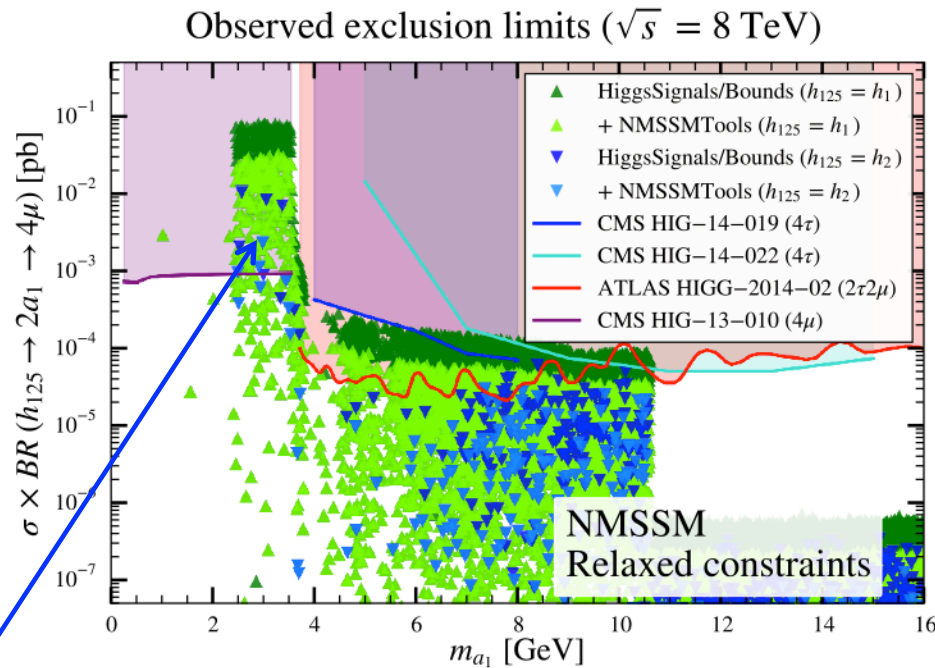 Observed exclusion limits (√s = 8 TeV)
σ × BR (h₁₂₅ → 2a₁ → 4μ) [pb]
10⁻¹
10⁻²
10⁻³
10⁻⁴
10⁻⁵
10⁻⁶
10⁻⁷
HiggsSignals/Bounds (h₁₂₅ = h₁)
+ NMSSMTools (h₁₂₅ = h₁)
HiggsSignals/Bounds (h₁₂₅ = h₂)
+ NMSSMTools (h₁₂₅ = h₂)
CMS HIG−14−019 (4τ)
CMS HIG−14−022 (4τ)
ATLAS HIGG−2014−02 (2τ2μ)
CMS HIG−13−010 (4μ)
NMSSM
Relaxed constraints
0 2 4 6 8 10 12 14 16
m_a₁ [GeV]